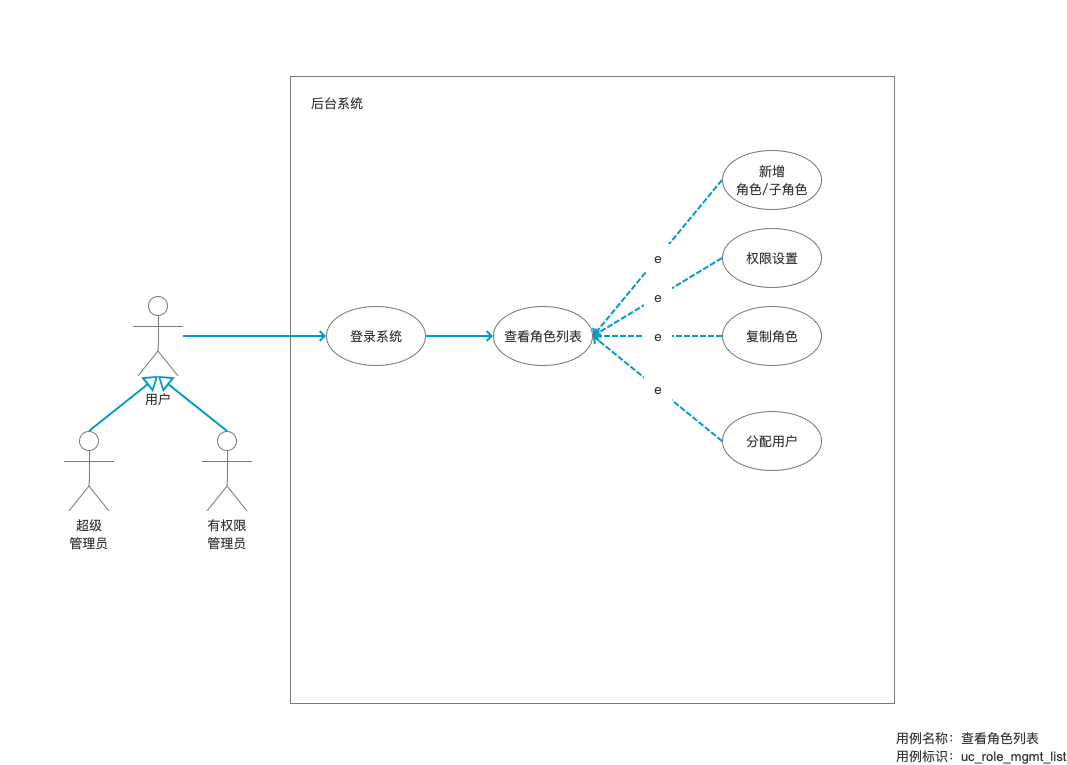 后台系统
新增
角色/子角色
e
权限设置
e
登录系统
查看角色列表
e
复制角色
用户
e
分配用户
超级
管理员
有权限
管理员
用例名称：查看角色列表
用例标识：uc_role_mgmt_list